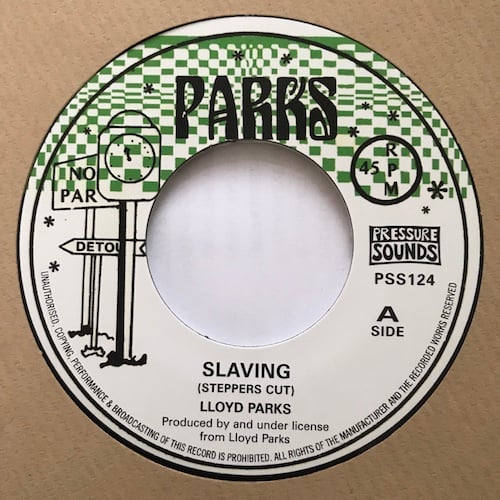 PARKS
NO
PAR
DETOU
45 RPM
PRESSURE
SOUNDS
PSS124
A
SIDE
SLAVING
(STEPPERS CUT)
LLOYD PARKS
Produced by and under license
from Lloyd Parks
UNAUTHORISED, COPYING, PERFORMANCE & BROADCASTING OF THIS RECORD IS PROHIBITED. ALL RIGHTS OF THE MANUFACTURER AND THE RECORDED WORKS RESERVED